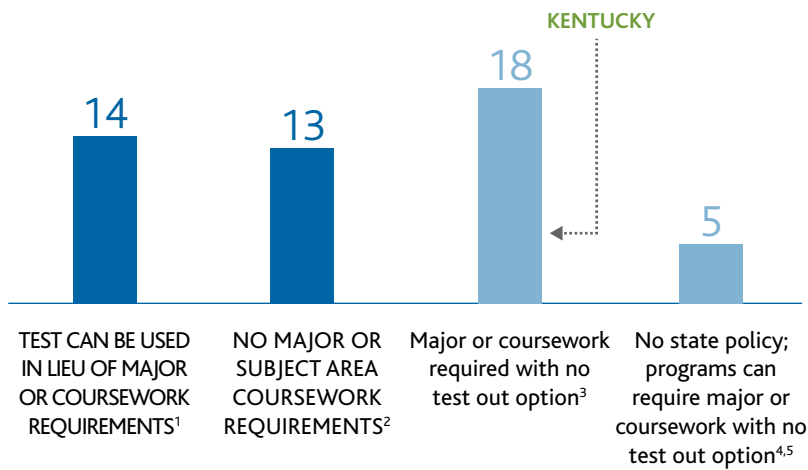 KENTUCKY
14
13
18
5
TEST CAN BE USED
IN LIEU OF MAJOR
OR COURSEWORK
REQUIREMENTS¹
NO MAJOR OR
SUBJECT AREA
COURSEWORK
REQUIREMENTS²
Major or coursework
required with no
test out option³
No state policy;
programs can
require major or
coursework with no
test out option⁴,⁵